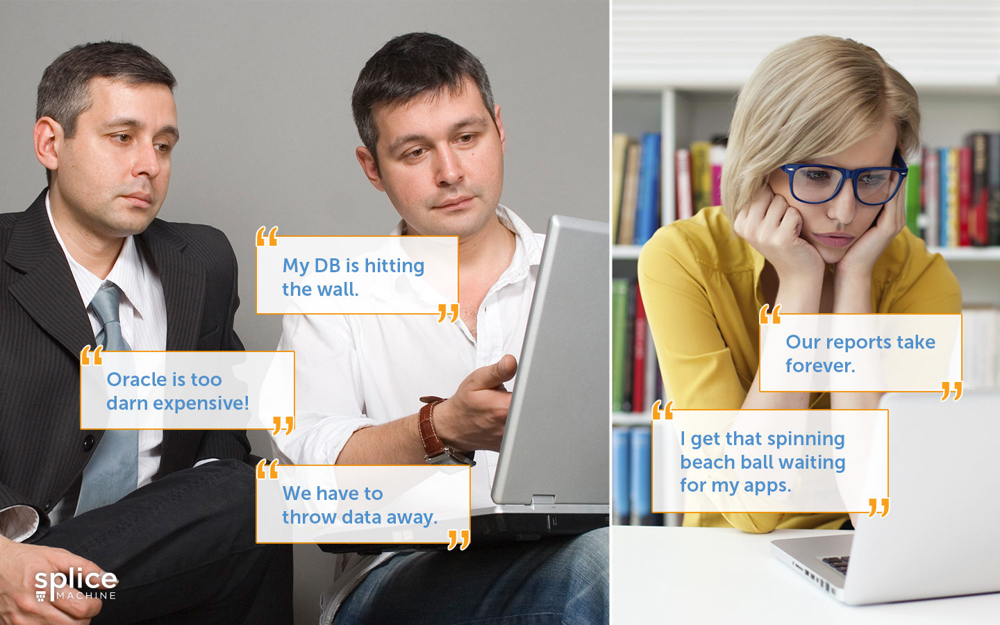 “My DB is hitting
the wall.”
“Oracle is too
darn expensive!”
“We have to
throw data away.”
“Our reports take
forever.”
“I get that spinning
beach ball waiting
for my apps.”
splice
MACHINE